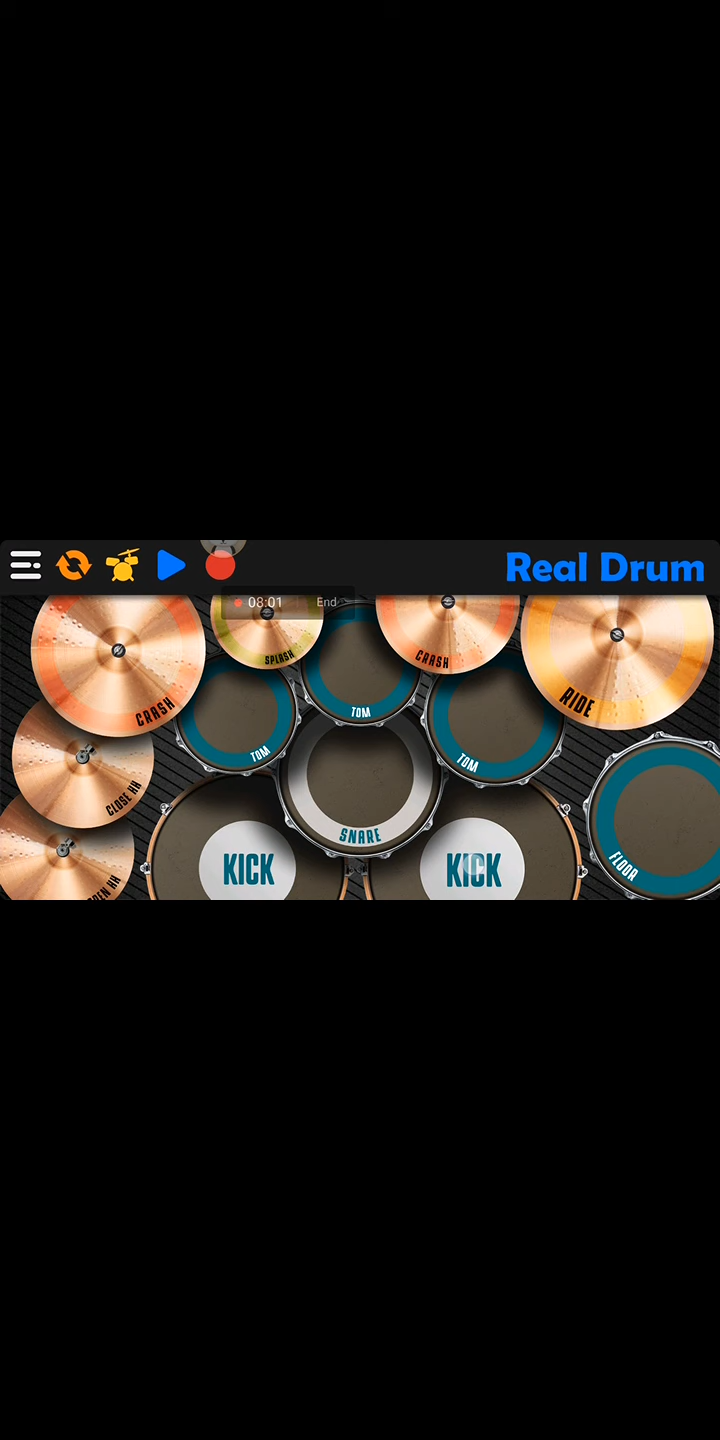 Real Drum
08:01 End
SPLASH
CRASH
RIDE
CRASH
TOM
TOM
TOM
CLOSE HH
SNARE
KICK
KICK
FLOOR